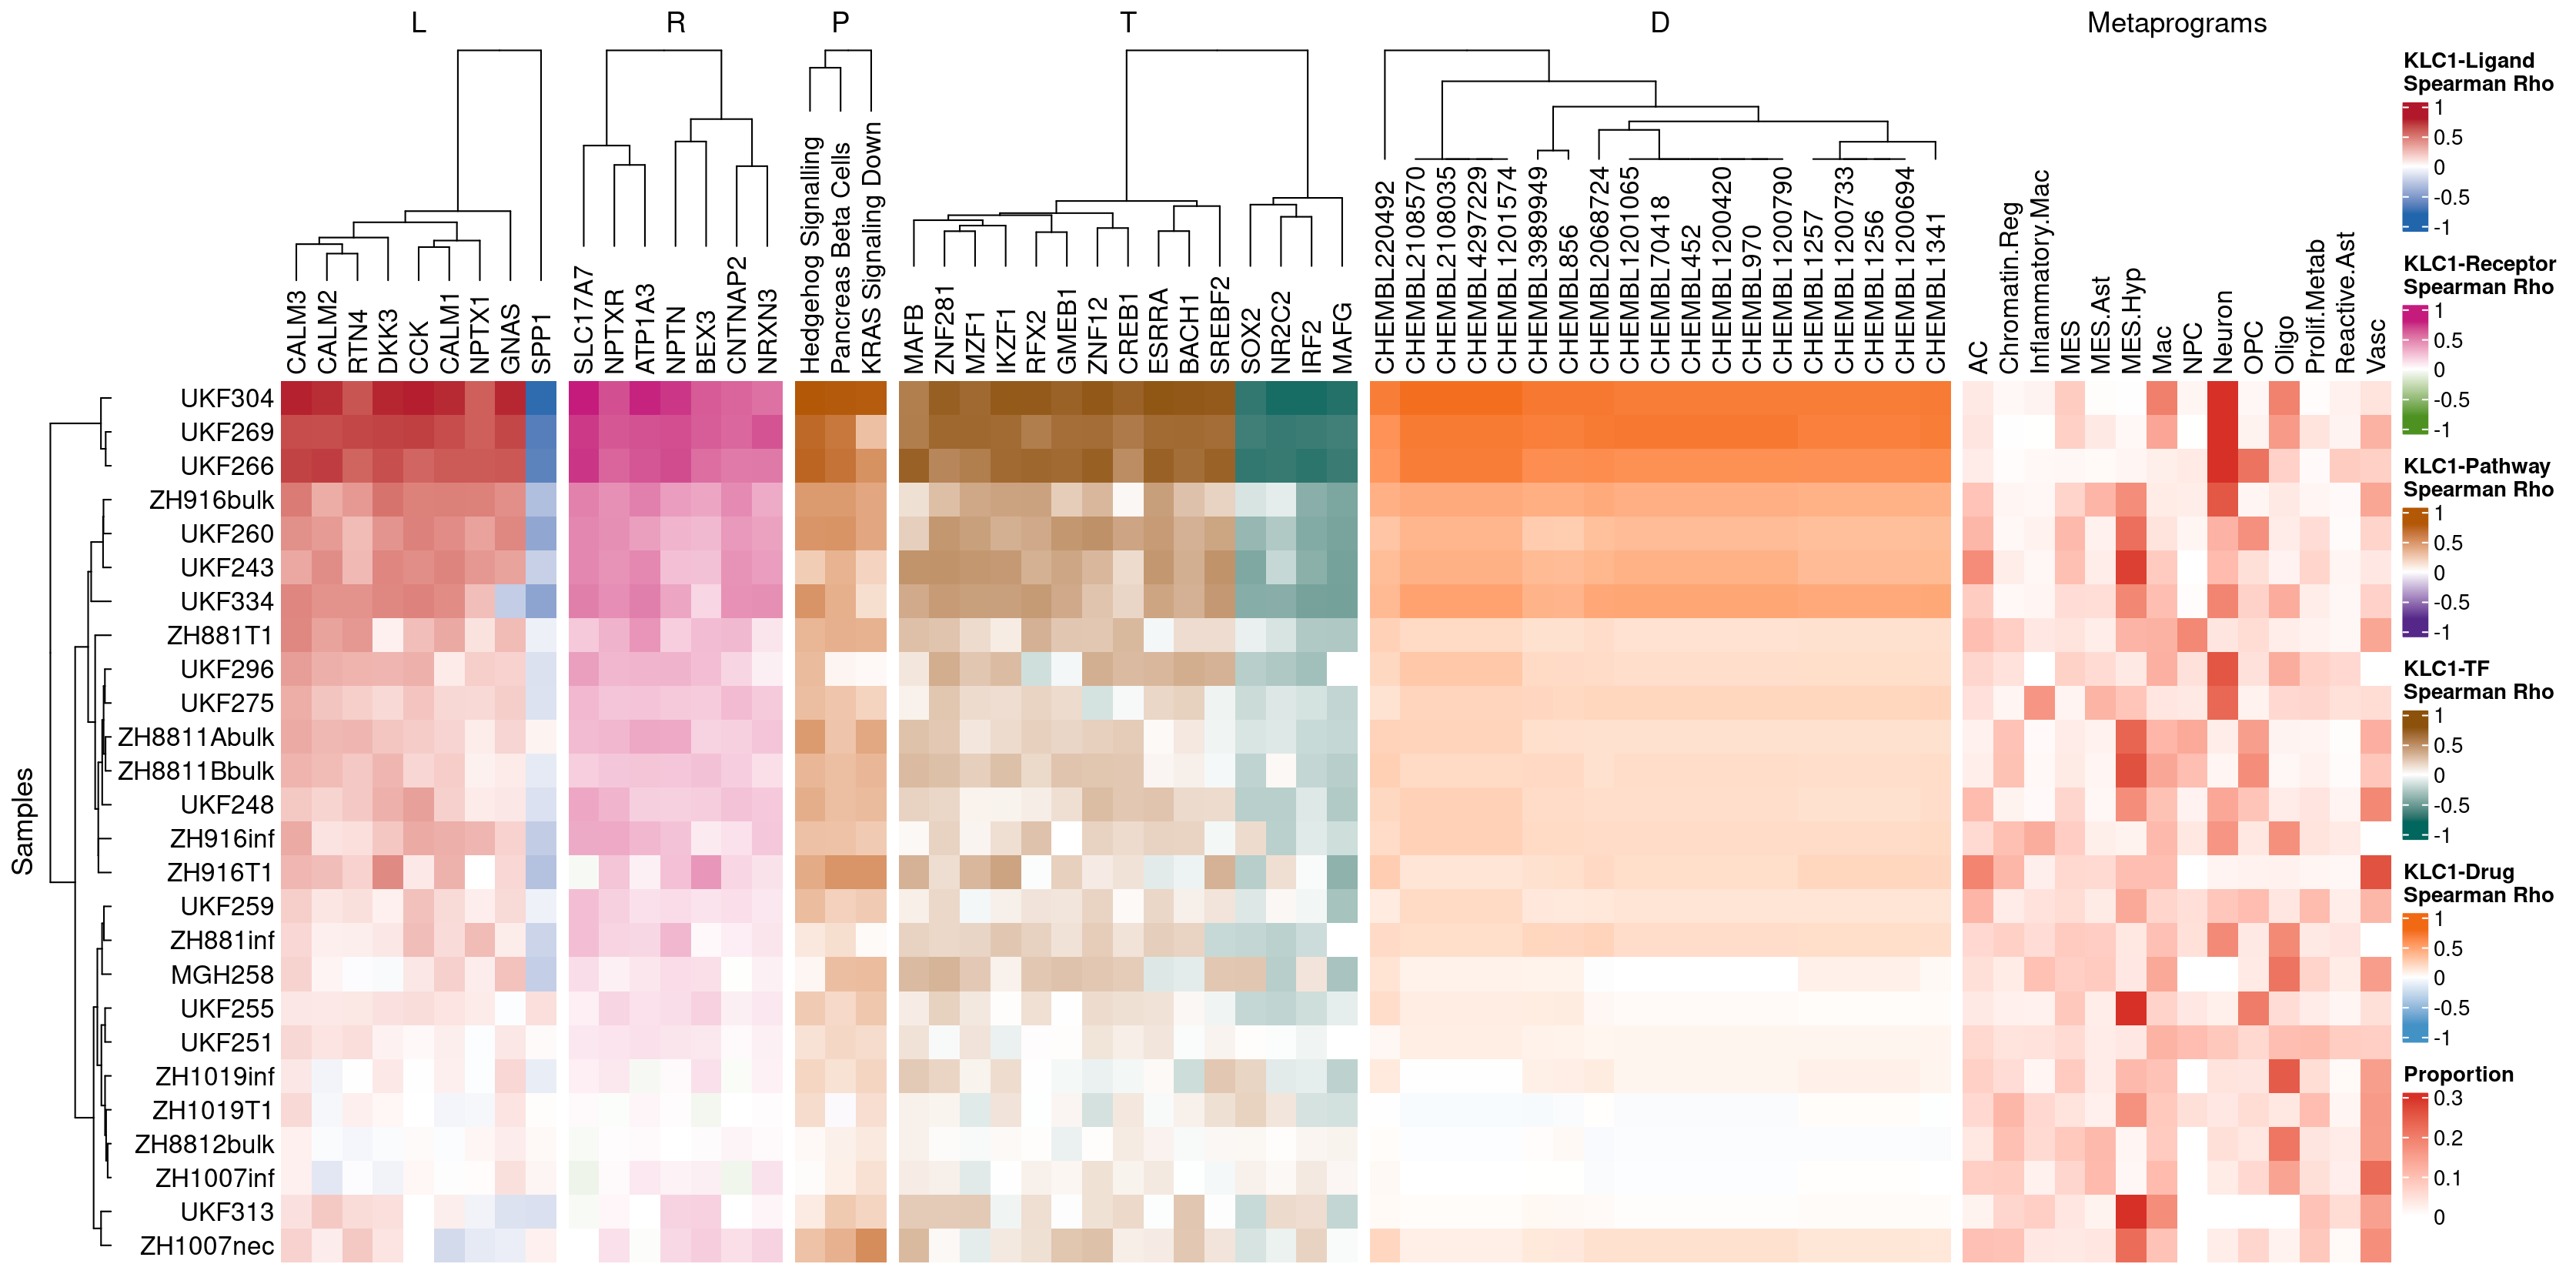 L
R
P
T
D
Metaprograms
CALM3
CALM2
RTN4
DKK3
CCK
CALM1
NPTX1
GNAS
SPP1
SLC17A7
NPTXR
ATP1A3
NPTN
BEX3
CNTNAP2
NRXN3
Hedgehog Signalling
Pancreas Beta Cells
KRAS Signaling Down
MAFB
ZNF281
MZF1
IKZF1
RFX2
GMEB1
ZNF12
CREB1
ESRRA
BACH1
SREBF2
SOX2
NR2C2
IRF2
MAFG
CHEMBL220492
CHEMBL2108570
CHEMBL2108035
CHEMBL4297229
CHEMBL1201574
CHEMBL3989949
CHEMBL856
CHEMBL2068724
CHEMBL1201065
CHEMBL70418
CHEMBL452
CHEMBL1200420
CHEMBL970
CHEMBL1200790
CHEMBL1257
CHEMBL1200733
CHEMBL1256
CHEMBL1200694
CHEMBL1341
AC
Chromatin.Reg
Inflammatory.Mac
MES
MES.Ast
MES.Hyp
Mac
NPC
Neuron
OPC
Oligo
Prolif.Metab
Reactive.Ast
Vasc
Samples
UKF304
UKF269
UKF266
ZH916bulk
UKF260
UKF243
UKF334
ZH881T1
UKF296
UKF275
ZH8811Abulk
ZH8811Bbulk
UKF248
ZH916inf
ZH916T1
UKF259
ZH881inf
MGH258
UKF255
UKF251
ZH1019inf
ZH1019T1
ZH8812bulk
ZH1007inf
UKF313
ZH1007nec
KLC1-Ligand
Spearman Rho
1
0.5
0
-0.5
-1
KLC1-Receptor
Spearman Rho
1
0.5
0
-0.5
-1
KLC1-Pathway
Spearman Rho
1
0.5
0
-0.5
-1
KLC1-TF
Spearman Rho
1
0.5
0
-0.5
-1
KLC1-Drug
Spearman Rho
1
0.5
0
-0.5
-1
Proportion
0.3
0.2
0.1
0